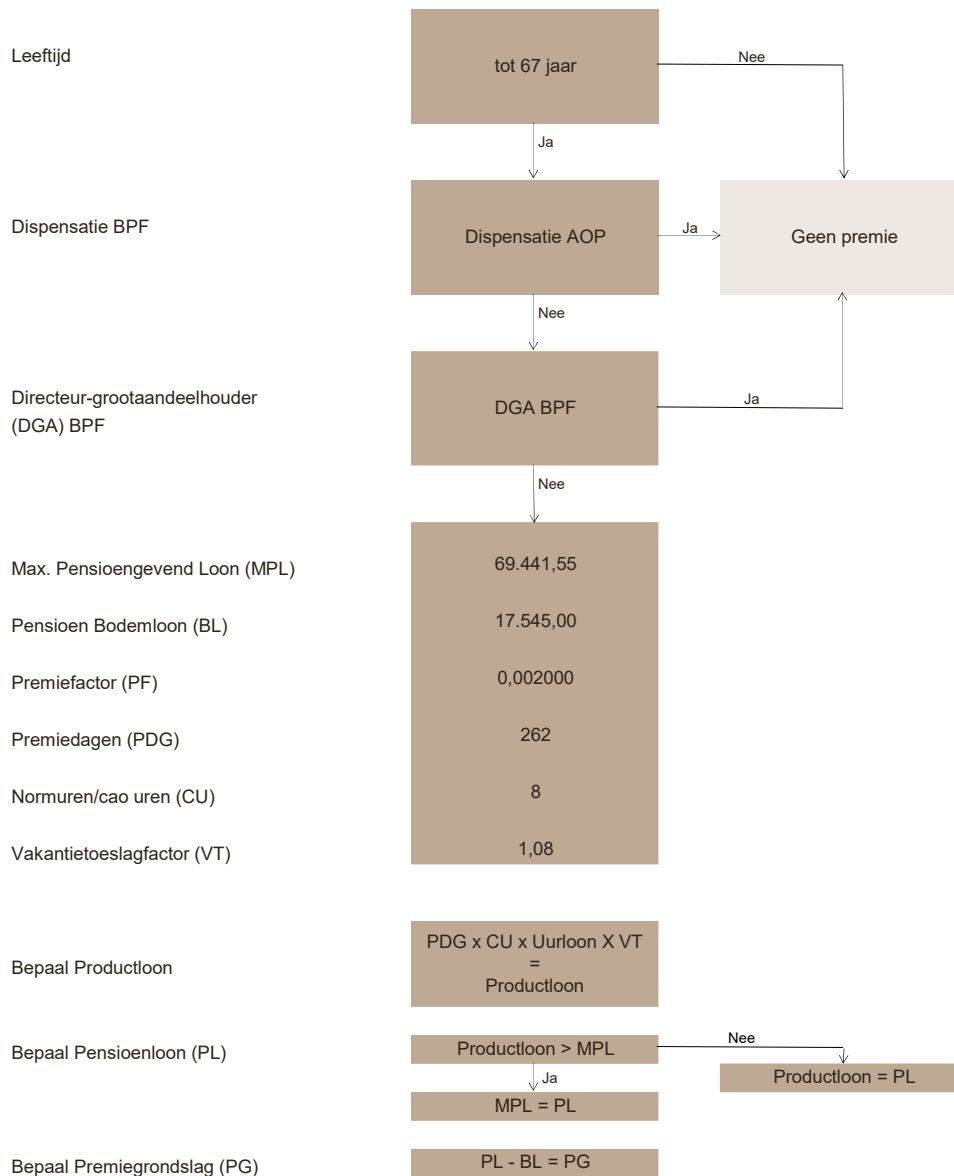 Leeftijd
tot 67 jaar
Nee
Ja
Dispensatie BPF
Dispensatie AOP
Ja
Geen premie
Nee
Directeur-grootaandeelhouder
(DGA) BPF
DGA BPF
Ja
Nee
Max. Pensioengevend Loon (MPL)
69.441,55
Pensioen Bodemloon (BL)
17.545,00
Premiefactor (PF)
0,002000
Premiedagen (PDG)
262
Normuren/cao uren (CU)
8
Vakantietoeslagfactor (VT)
1,08
Bepaal Productloon
PDG x CU x Uurloon X VT
=
Productloon
Bepaal Pensioenloon (PL)
Productloon > MPL
Nee
Ja
Productloon = PL
MPL = PL
Bepaal Premiegrondslag (PG)
PL - BL = PG